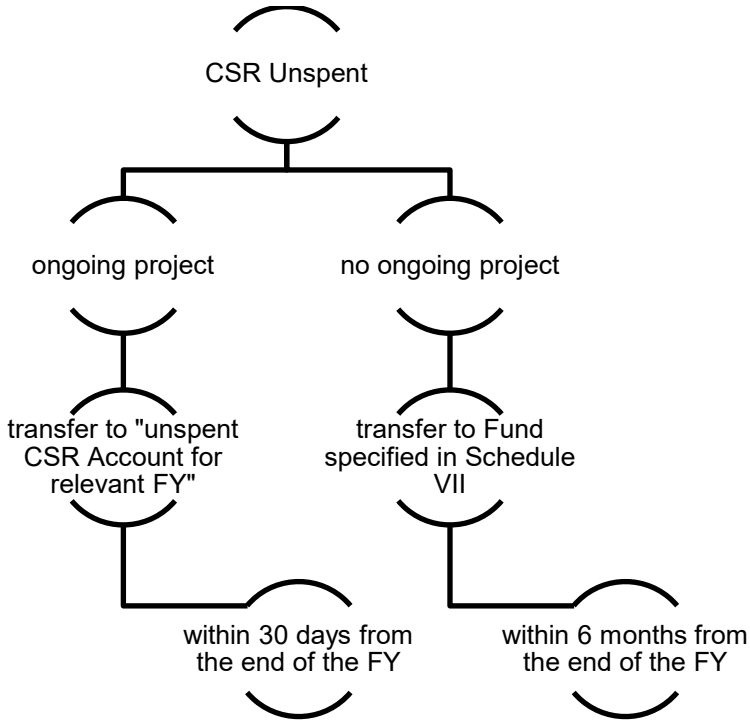 CSR Unspent
ongoing project
no ongoing project
transfer to "unspent
CSR Account for
relevant FY"
transfer to Fund
specified in Schedule
VII
within 30 days from
the end of the FY
within 6 months from
the end of the FY